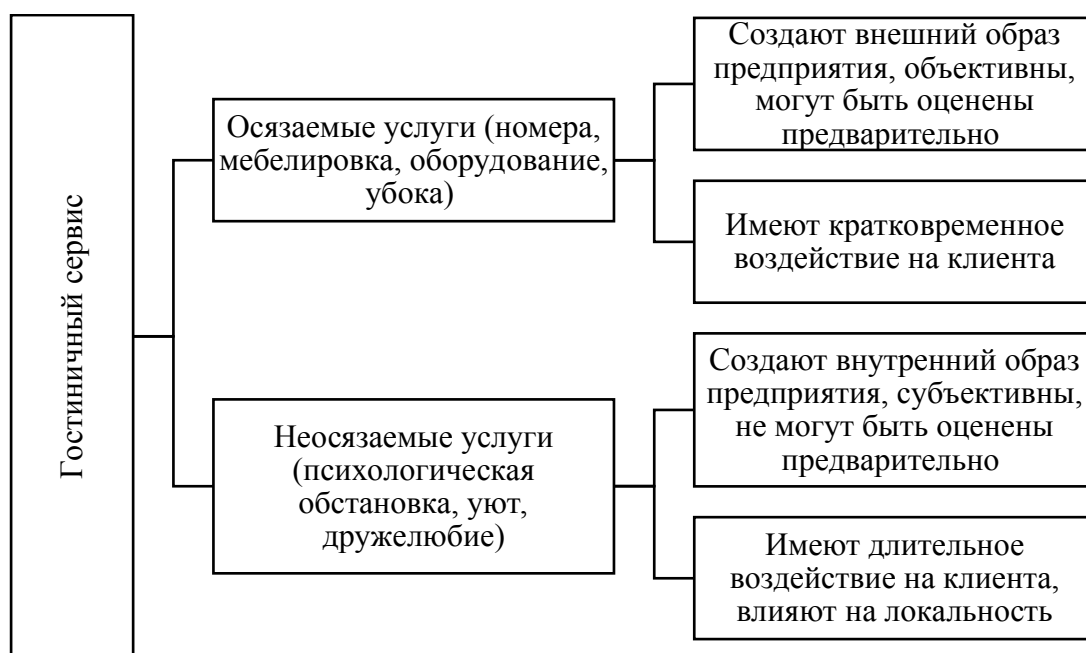 Гостиничный сервис
Осязаемые услуги (номера,
мебелировка, оборудование,
убока)
Создают внешний образ
предприятия, объективны,
могут быть оценены
предварительно
Имеют кратковременное
воздействие на клиента
Неосязаемые услуги
(психологическая
обстановка, уют,
дружелюбие)
Создают внутренний образ
предприятия, субъективны,
не могут быть оценены
предварительно
Имеют длительное
воздействие на клиента,
влияют на локальность